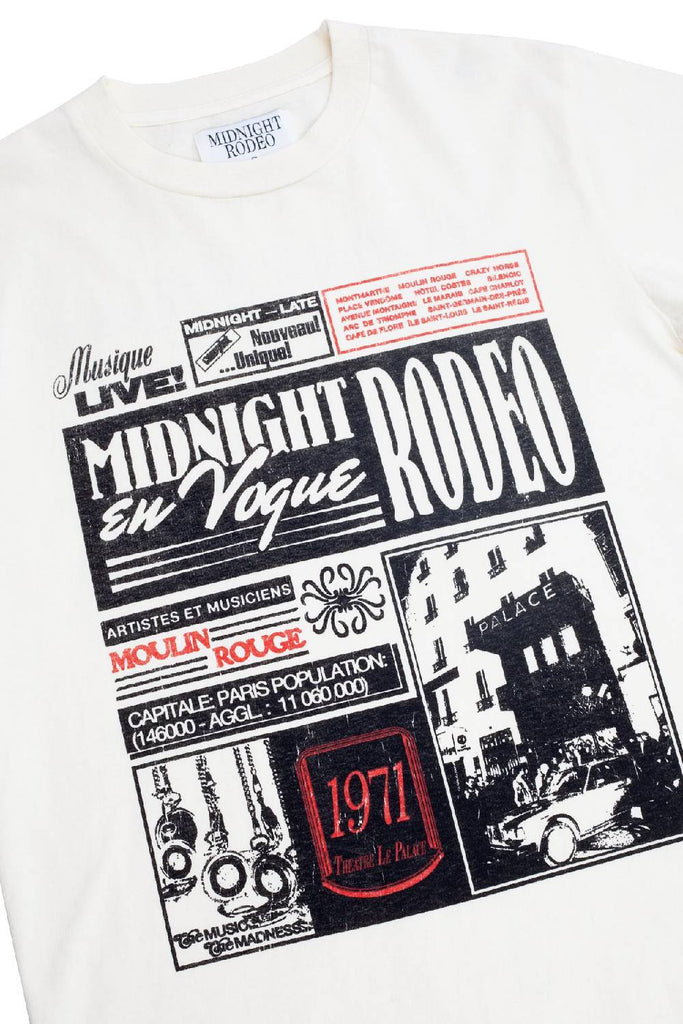 MIDNIGHT
RODEO
Musique
LIVE!
MIDNIGHT - LATE
Nouveau!
...Unique!
MONTMARTRE MOULIN ROUGE CRAZY HORSE
PLACE VENDÔME HÔTEL COSTES SILENCIO
AVENUE MONTAIGNE LE MARAIS CAFE CHARLOT
ARC DE TRIOMPHE SAINT-GERMAIN-DES-PRÉS
CAFÉ DE FLORE ÎLE SAINT-LOUIS LE SAINT-RÉGIS
MIDNIGHT
en Vogue
RODEO
ARTISTES ET MUSICIENS
MOULIN
ROUGE
CAPITALE: PARIS POPULATION:
(146000 - AGGL. : 11 060 000)
PALACE
1971
THEATRE LE PALACE
The MUSIC
The MADNESS...